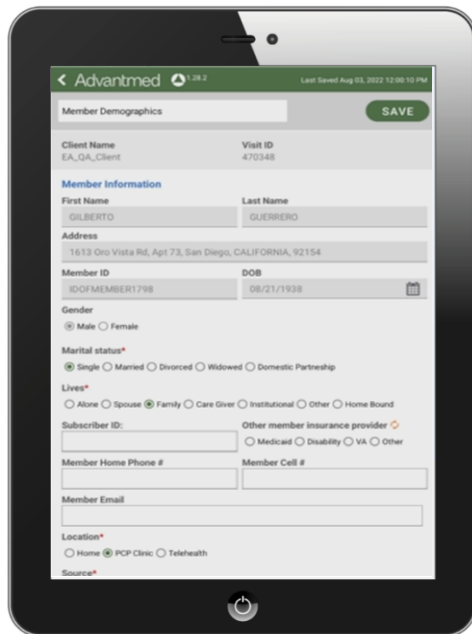 Advantmed 1.28.2 Last Saved Aug 03, 2022 12:00:10 PM
Member Demographics SAVE
Client Name Visit ID
EA_QA_Client 470348
Member Information
First Name Last Name
GILBERTO GUERRERO
Address
1613 Oro Vista Rd, Apt 73, San Diego, CALIFORNIA, 92154
Member ID DOB
IDOFMEMBER1798 08/21/1938
Gender
Male Female
Marital status*
Single Married Divorced Widowed Domestic Partneship
Lives*
Alone Spouse Family Care Giver Institutional Other Home Bound
Subscriber ID: Other member insurance provider
Medicaid Disability VA Other
Member Home Phone # Member Cell #
Member Email
Location*
Home PCP Clinic Telehealth
Source*